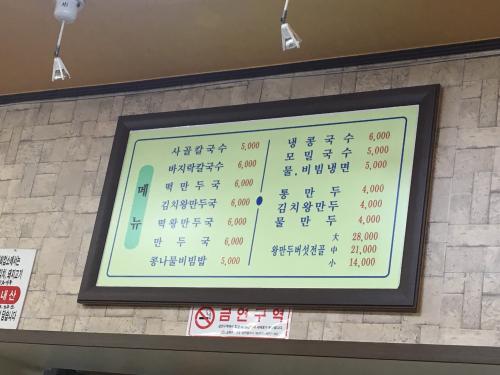 메뉴
사골칼국수 5,000
바지락칼국수 6,000
떡만두국 6,000
김치왕만두국 6,000
떡왕만두국 6,000
만두국 6,000
콩나물비빔밥 5,000
냉콩국수 6,000
모밀국수 5,000
물,비빔냉면 5,000
통만두 4,000
김치왕만두 4,000
물만두 4,000
왕만두버섯전골
大 28,000
中 21,000
小 14,000
금연구역
내산